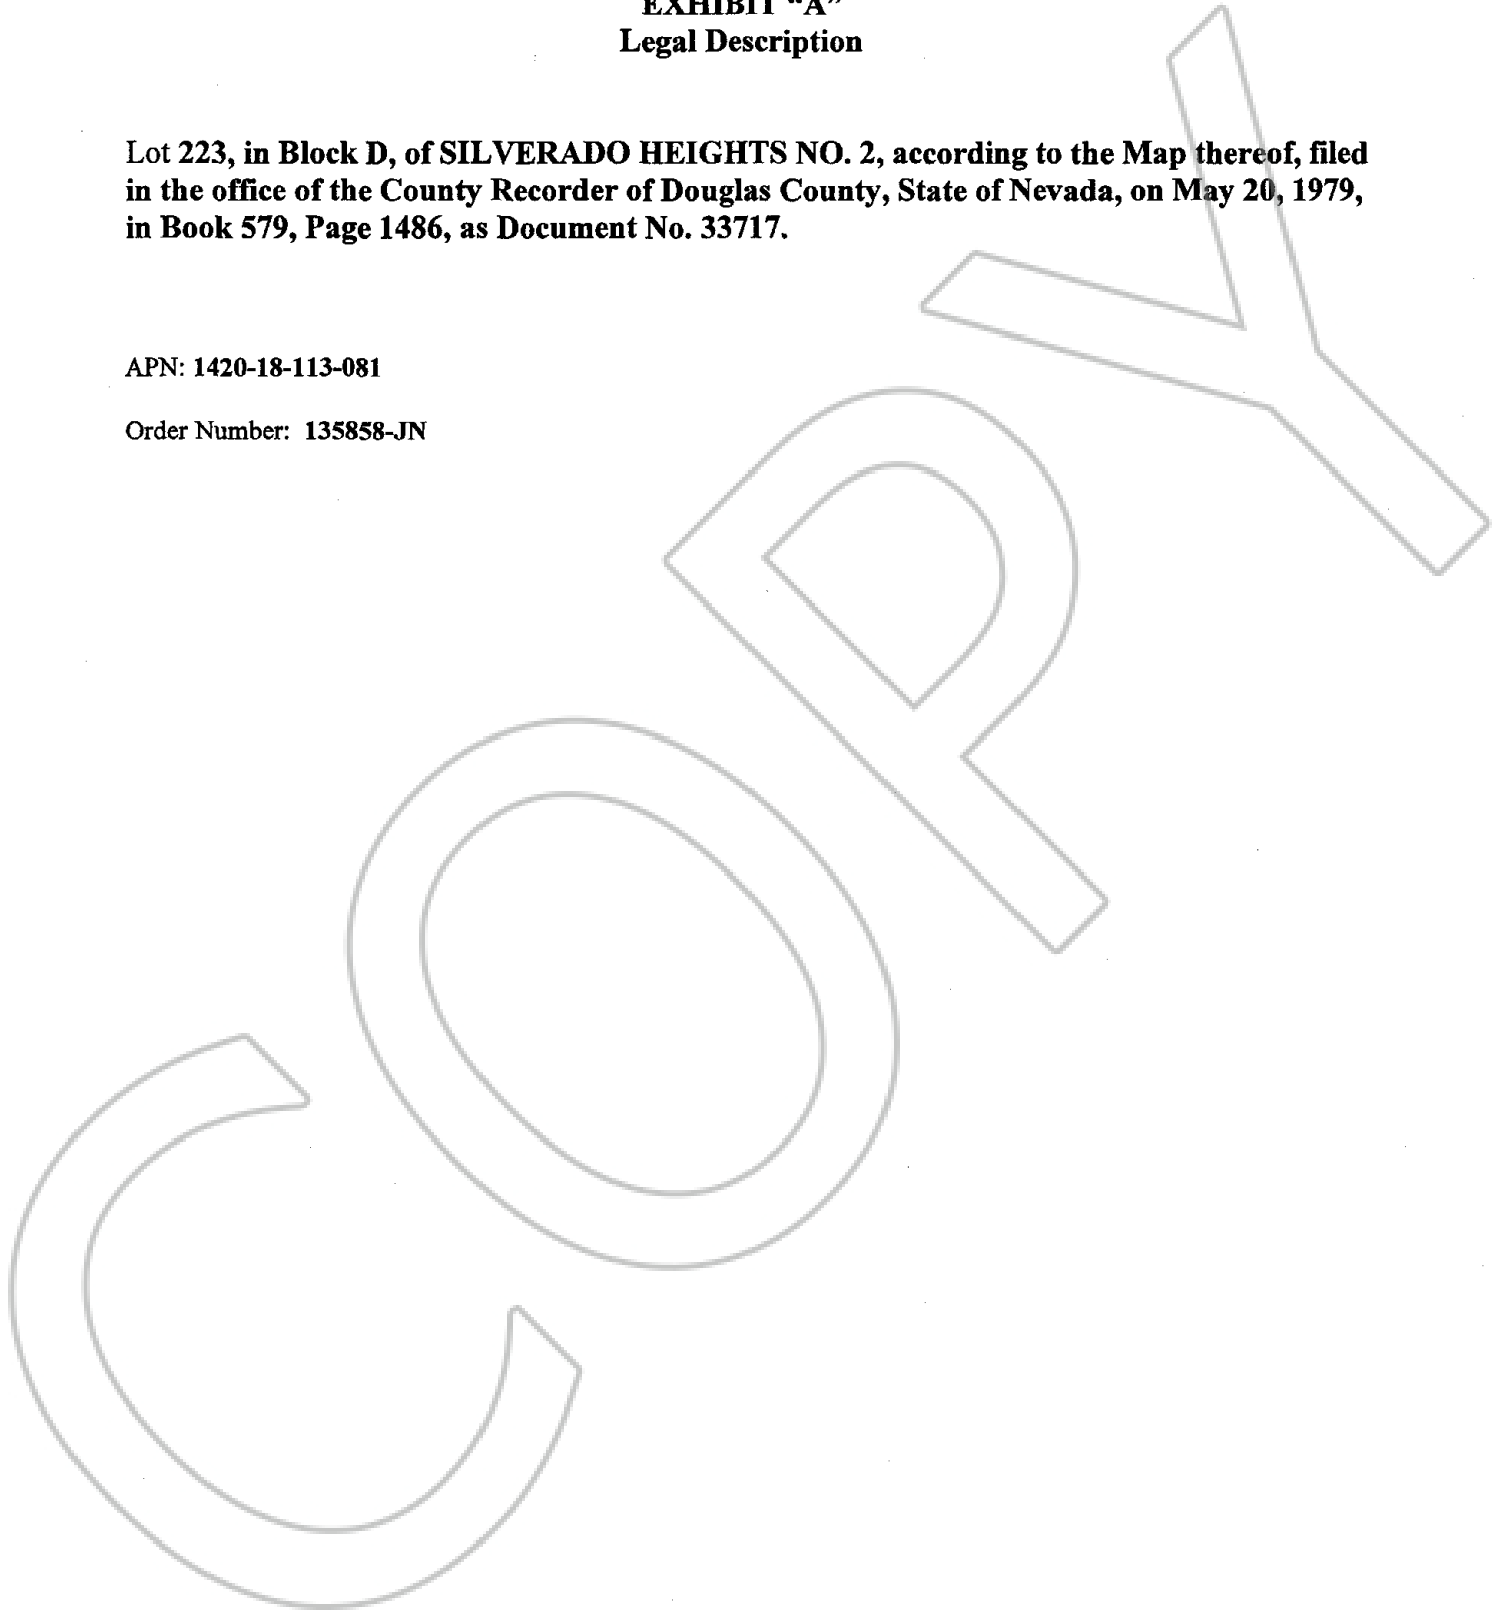 EXHIBIT “A”
Legal Description
Lot 223, in Block D, of SILVERADO HEIGHTS NO. 2, according to the Map thereof, filed
in the office of the County Recorder of Douglas County, State of Nevada, on May 20, 1979,
in Book 579, Page 1486, as Document No. 33717.
APN: 1420-18-113-081
Order Number: 135858-JN
COPY